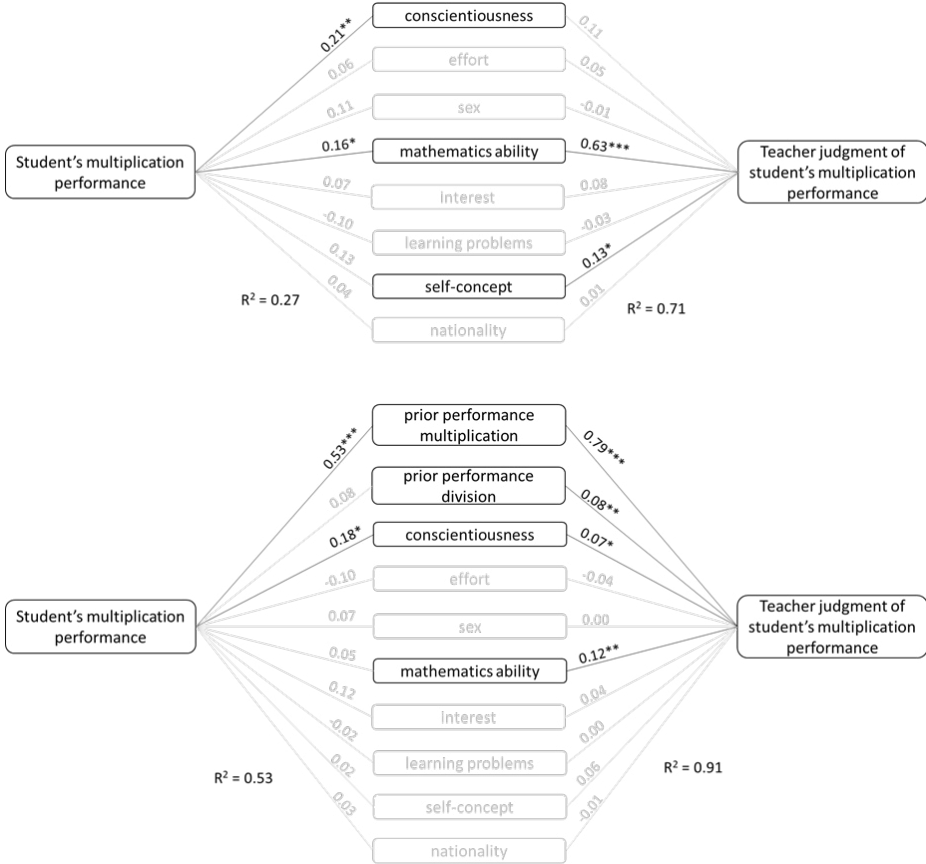 conscientiousness
0.21**
0.11
effort
0.06
0.05
sex
0.11
-0.01
mathematics ability
0.16*
0.63***
Student's multiplication
performance
Teacher judgment of
student's multiplication
performance
interest
0.07
0.08
learning problems
-0.10
-0.03
self-concept
0.13
0.13*
nationality
0.04
0.01
R² = 0.27
R² = 0.71
prior performance
multiplication
0.53***
0.79***
prior performance
division
0.08
0.08**
conscientiousness
0.18*
0.07*
effort
-0.10
-0.04
sex
0.07
0.00
Student's multiplication
performance
Teacher judgment of
student's multiplication
performance
mathematics ability
0.05
0.12**
interest
0.12
0.04
learning problems
-0.02
0.00
self-concept
0.02
0.06
nationality
0.03
-0.01
R² = 0.53
R² = 0.91